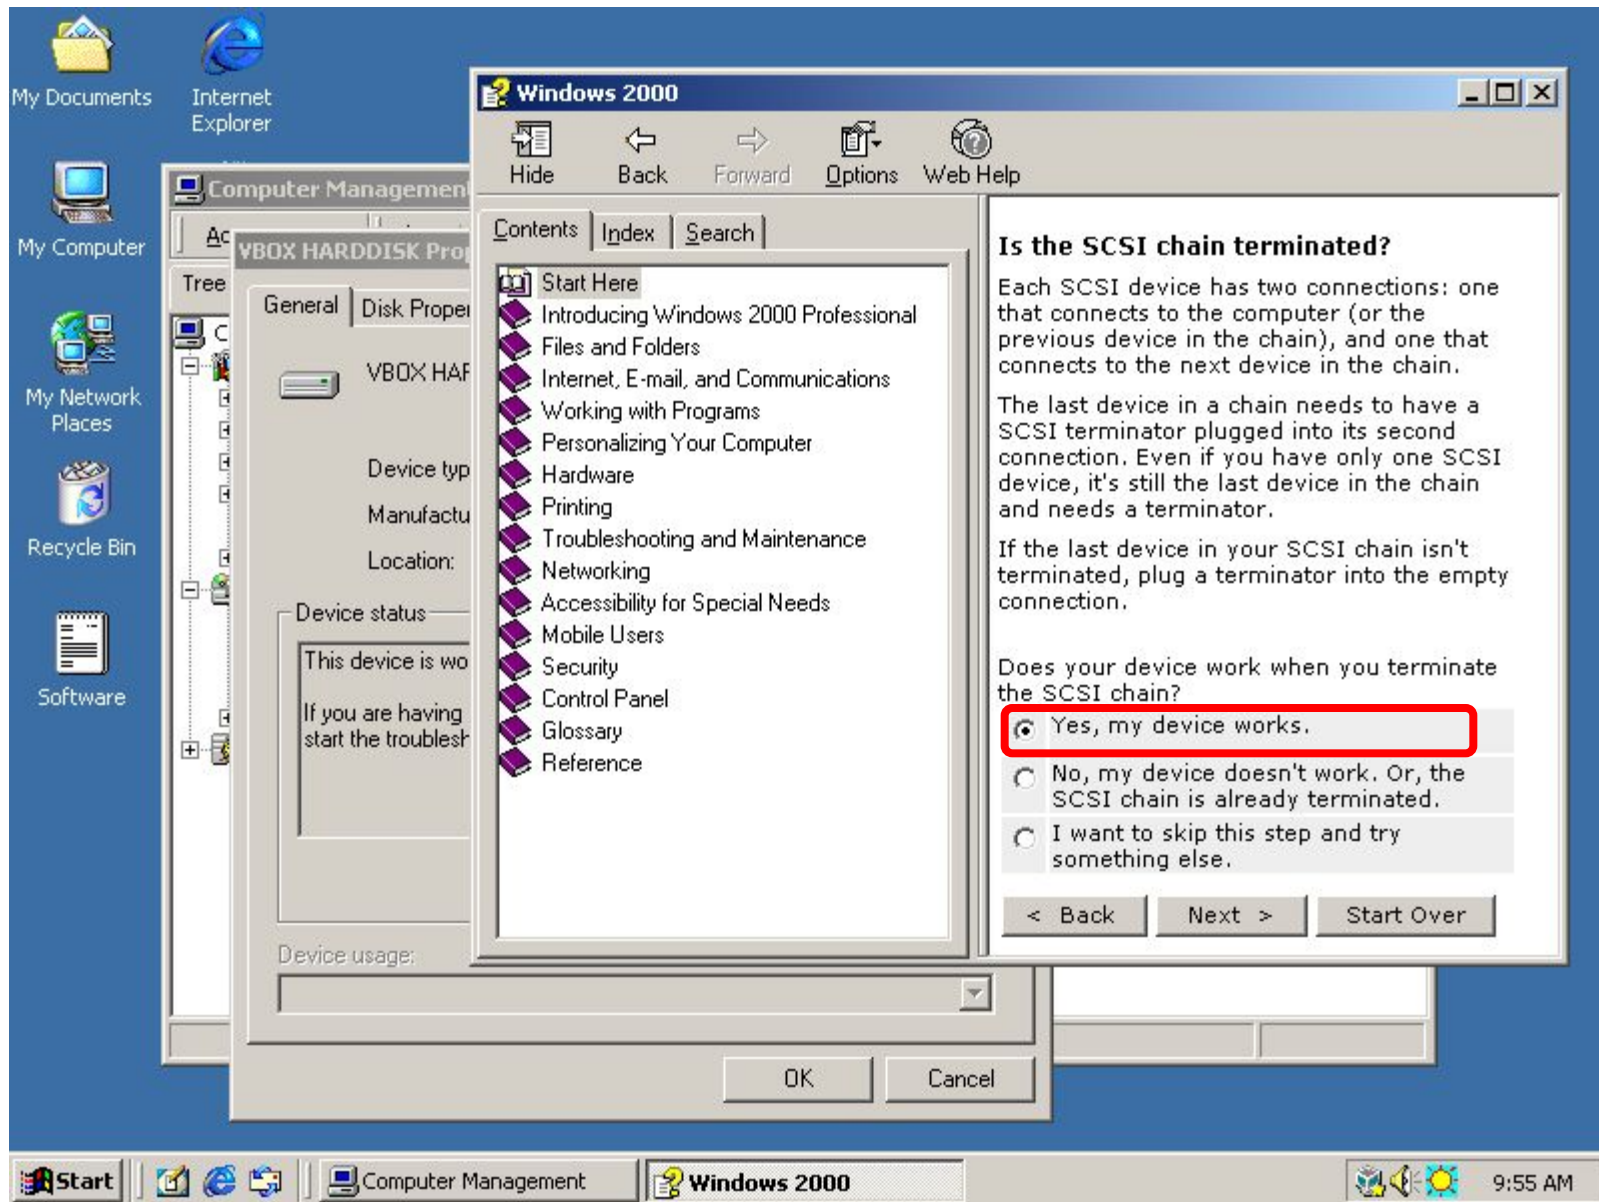 My Documents
Internet
Explorer
My Computer
My Network
Places
Recycle Bin
Software
Computer Managemen
Tree
VBOX HARDDISK Pro
General
Disk Proper
VBOX HAR
Device typ
Manufactu
Location:
Device status
This device is wo
If you are having
start the troublesh
Device usage:
OK
Cancel
Windows 2000
Hide
Back
Forward
Options
Web Help
Contents
Index
Search
Start Here
Introducing Windows 2000 Professional
Files and Folders
Internet, E-mail, and Communications
Working with Programs
Personalizing Your Computer
Hardware
Printing
Troubleshooting and Maintenance
Networking
Accessibility for Special Needs
Mobile Users
Security
Control Panel
Glossary
Reference
Is the SCSI chain terminated?
Each SCSI device has two connections: one
that connects to the computer (or the
previous device in the chain), and one that
connects to the next device in the chain.
The last device in a chain needs to have a
SCSI terminator plugged into its second
connection. Even if you have only one SCSI
device, it's still the last device in the chain
and needs a terminator.
If the last device in your SCSI chain isn't
terminated, plug a terminator into the empty
connection.
Does your device work when you terminate
the SCSI chain?
Yes, my device works.
No, my device doesn't work. Or, the
SCSI chain is already terminated.
I want to skip this step and try
something else.
< Back
Next >
Start Over
Start
Computer Management
Windows 2000
9:55 AM